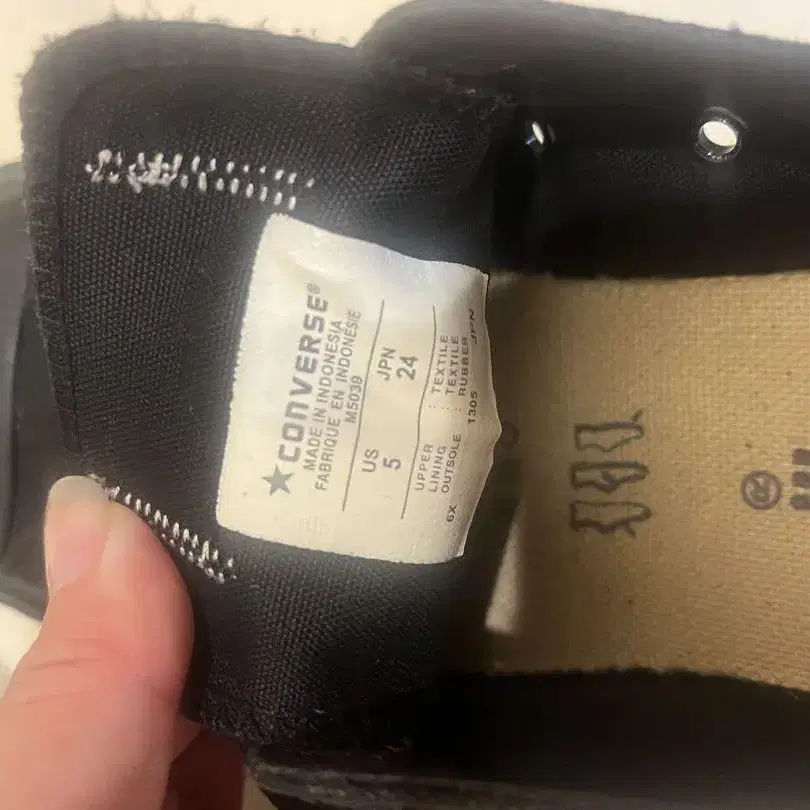 ★CONVERSE®
MADE IN INDONESIA
FABRIQUE EN INDONESIE
M5039
US JPN
5 24
UPPER : TEXTILE
LINING : TEXTILE
OUTSOLE : RUBBER
6X 1305 JPN
®